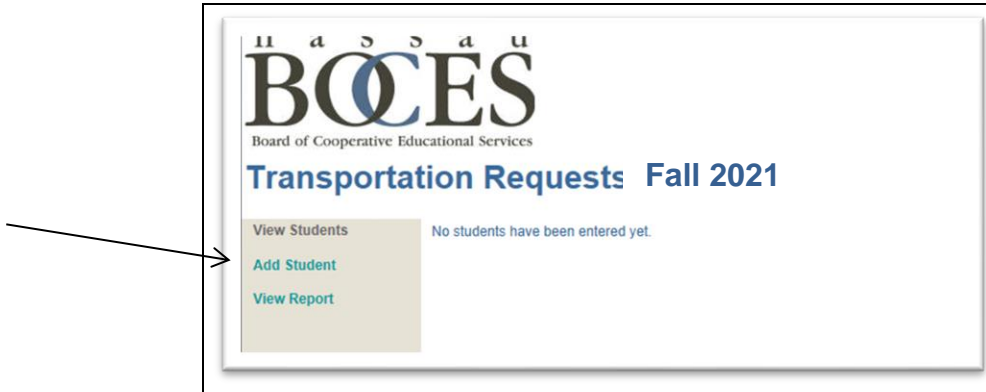 nassau
BOCES
Board of Cooperative Educational Services
Transportation Requests Fall 2021
View Students
No students have been entered yet.
Add Student
View Report